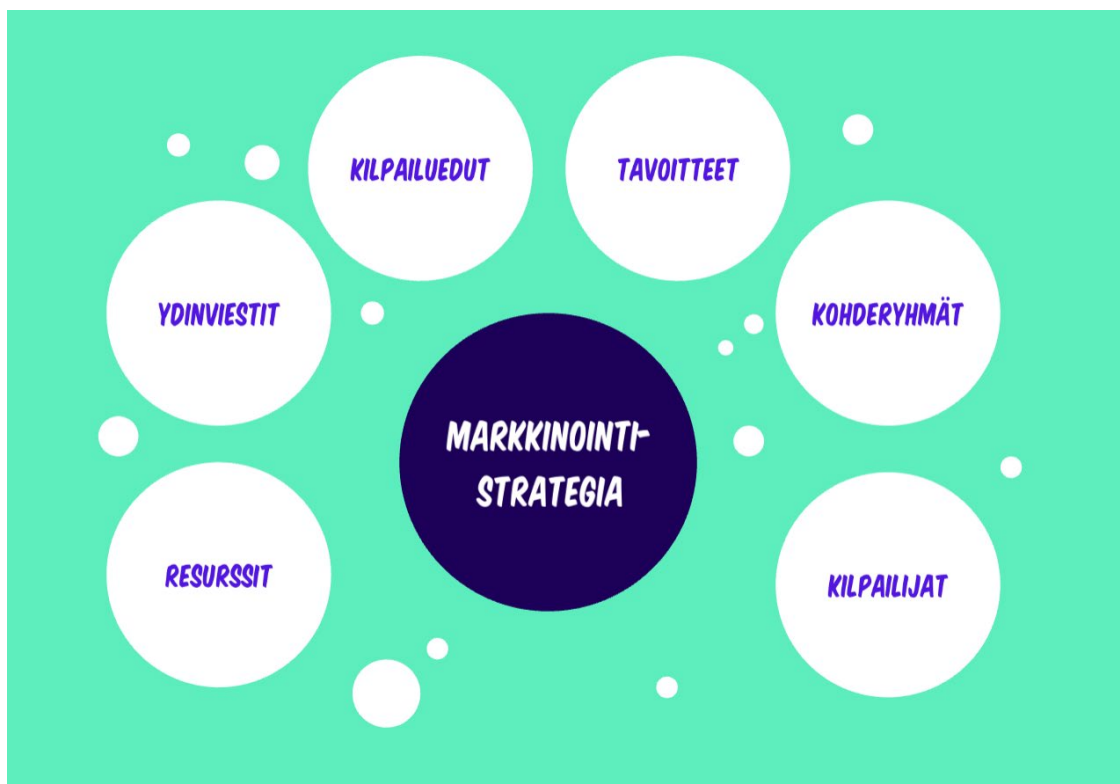 KILPAILUEDUT
TAVOITTEET
YDINVIESTIT
KOHDERYHMÄT
MARKKINOINTI-
STRATEGIA
RESURSSIT
KILPAILIJAT